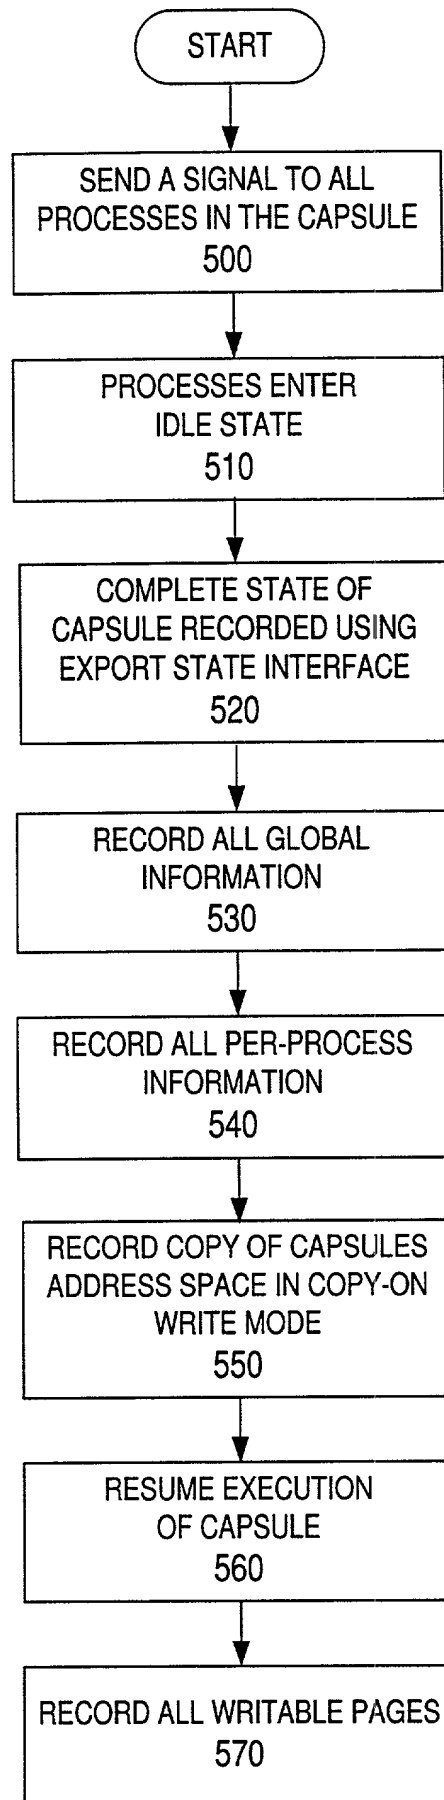 START
SEND A SIGNAL TO ALL
PROCESSES IN THE CAPSULE
500
PROCESSES ENTER
IDLE STATE
510
COMPLETE STATE OF
CAPSULE RECORDED USING
EXPORT STATE INTERFACE
520
RECORD ALL GLOBAL
INFORMATION
530
RECORD ALL PER-PROCESS
INFORMATION
540
RECORD COPY OF CAPSULES
ADDRESS SPACE IN COPY-ON
WRITE MODE
550
RESUME EXECUTION
OF CAPSULE
560
RECORD ALL WRITABLE PAGES
570